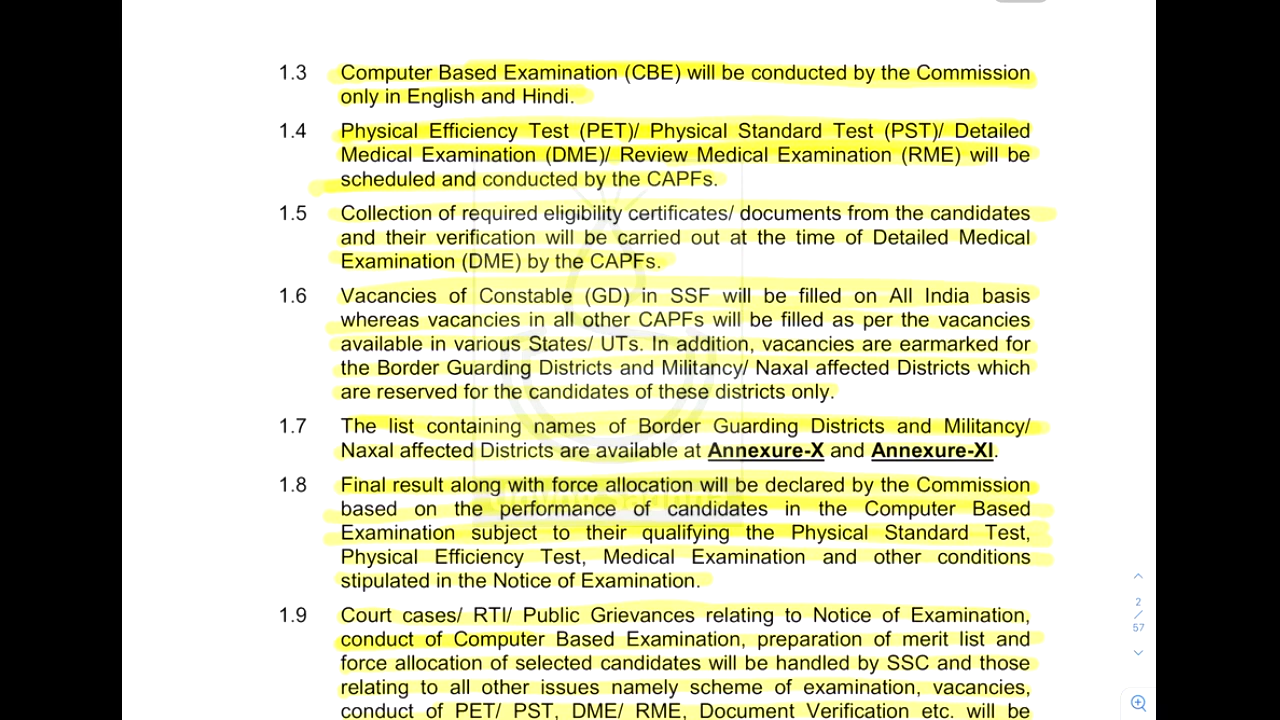 1.3 Computer Based Examination (CBE) will be conducted by the Commission
only in English and Hindi.
1.4 Physical Efficiency Test (PET)/ Physical Standard Test (PST)/ Detailed
Medical Examination (DME)/ Review Medical Examination (RME) will be
scheduled and conducted by the CAPFs.
1.5 Collection of required eligibility certificates/ documents from the candidates
and their verification will be carried out at the time of Detailed Medical
Examination (DME) by the CAPFs.
1.6 Vacancies of Constable (GD) in SSF will be filled on All India basis
whereas vacancies in all other CAPFs will be filled as per the vacancies
available in various States/ UTs. In addition, vacancies are earmarked for
the Border Guarding Districts and Militancy/ Naxal affected Districts which
are reserved for the candidates of these districts only.
1.7 The list containing names of Border Guarding Districts and Militancy/
Naxal affected Districts are available at Annexure-X and Annexure-XI.
1.8 Final result along with force allocation will be declared by the Commission
based on the performance of candidates in the Computer Based
Examination subject to their qualifying the Physical Standard Test,
Physical Efficiency Test, Medical Examination and other conditions
stipulated in the Notice of Examination.
1.9 Court cases/ RTI/ Public Grievances relating to Notice of Examination,
conduct of Computer Based Examination, preparation of merit list and
force allocation of selected candidates will be handled by SSC and those
relating to all other issues namely scheme of examination, vacancies,
conduct of PET/ PST, DME/ RME, Document Verification etc. will be
2
/
57